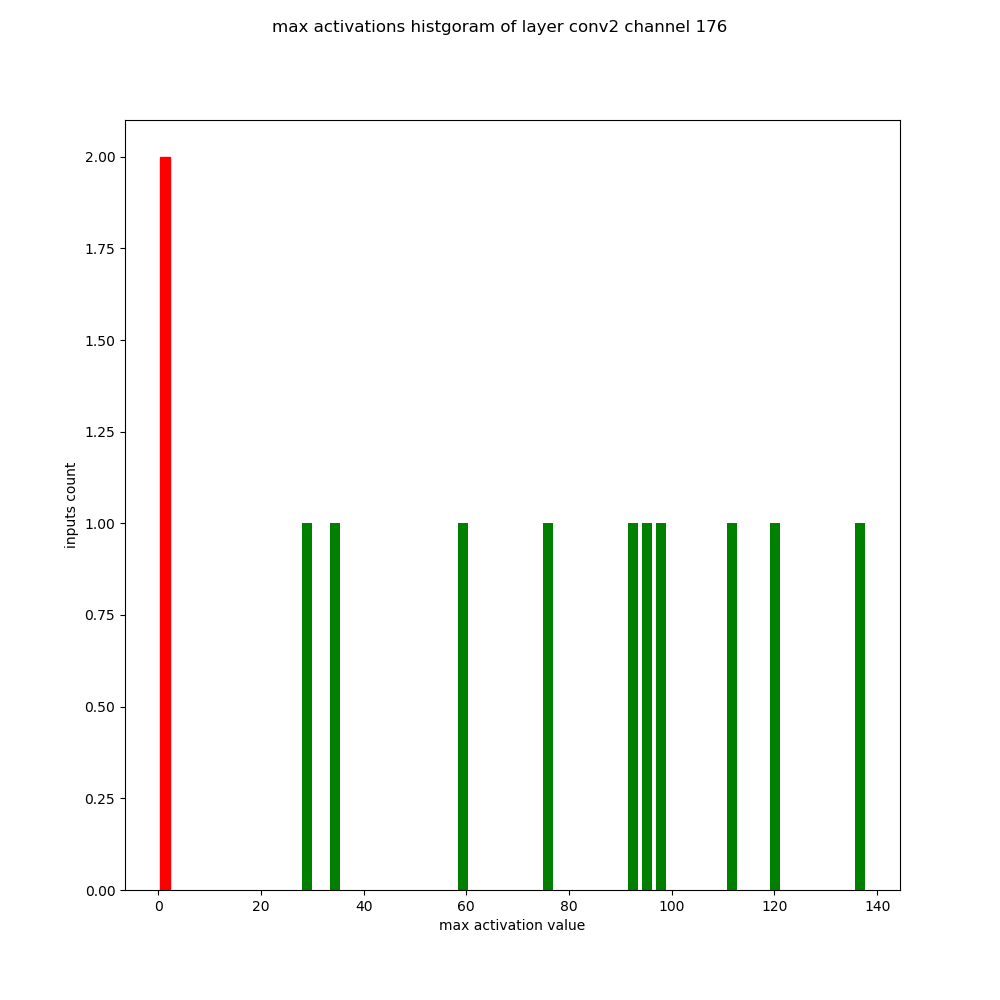 max activations histgoram of layer conv2 channel 176
2.00
1.75
1.50
1.25
1.00
0.75
0.50
0.25
0.00
inputs count
0 20 40 60 80 100 120 140
max activation value